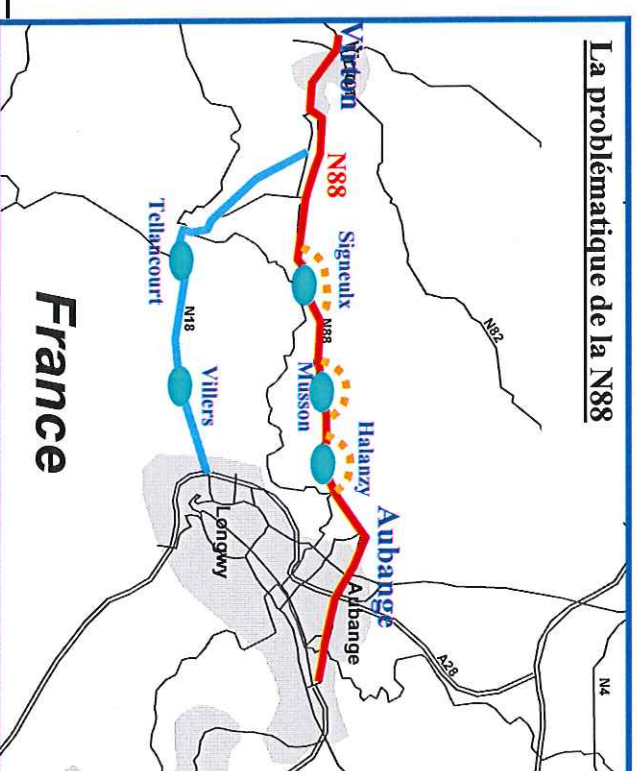 La problématique de la N88
N4
N82
A28
Virton
Virton
N88
Signeulx
N88
Musson
Halanzy
Aubange
Aubange
Tellancourt
N18
Villers
Longwy
France